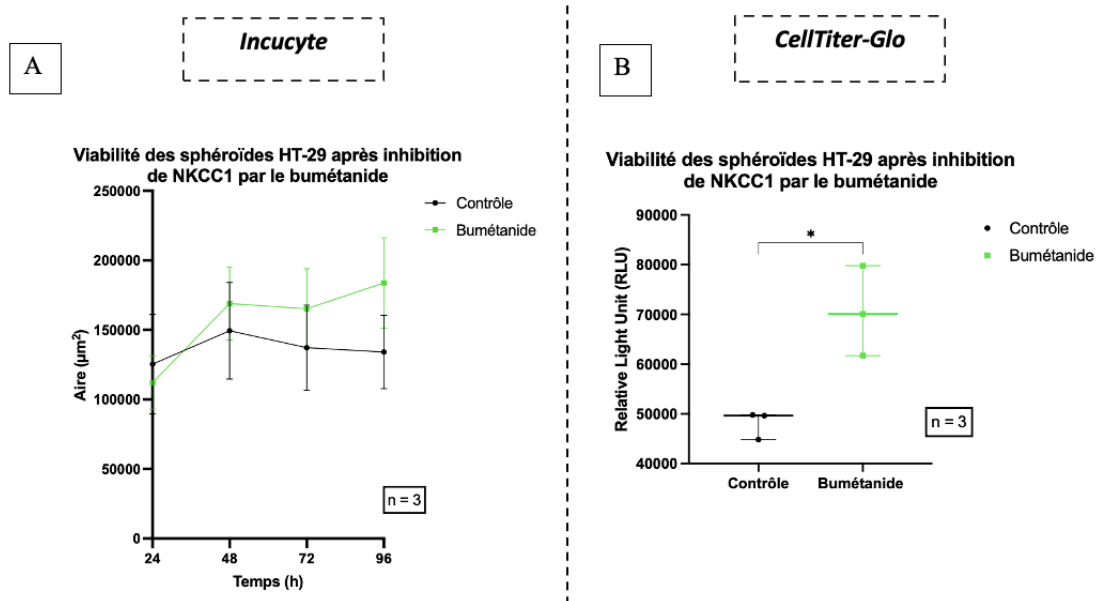 Incucyte
A
Viabilité des sphéroïdes HT-29 après inhibition
de NKCC1 par le bumétanide
250000
200000
150000
100000
50000
0
Aire (µm²)
24
48
72
96
Temps (h)
Contrôle
Bumétanide
n = 3
CellTiter-Glo
B
Viabilité des sphéroïdes HT-29 après inhibition
de NKCC1 par le bumétanide
90000
80000
70000
60000
50000
40000
Relative Light Unit (RLU)
*
Contrôle
Bumétanide
Contrôle
Bumétanide
n = 3